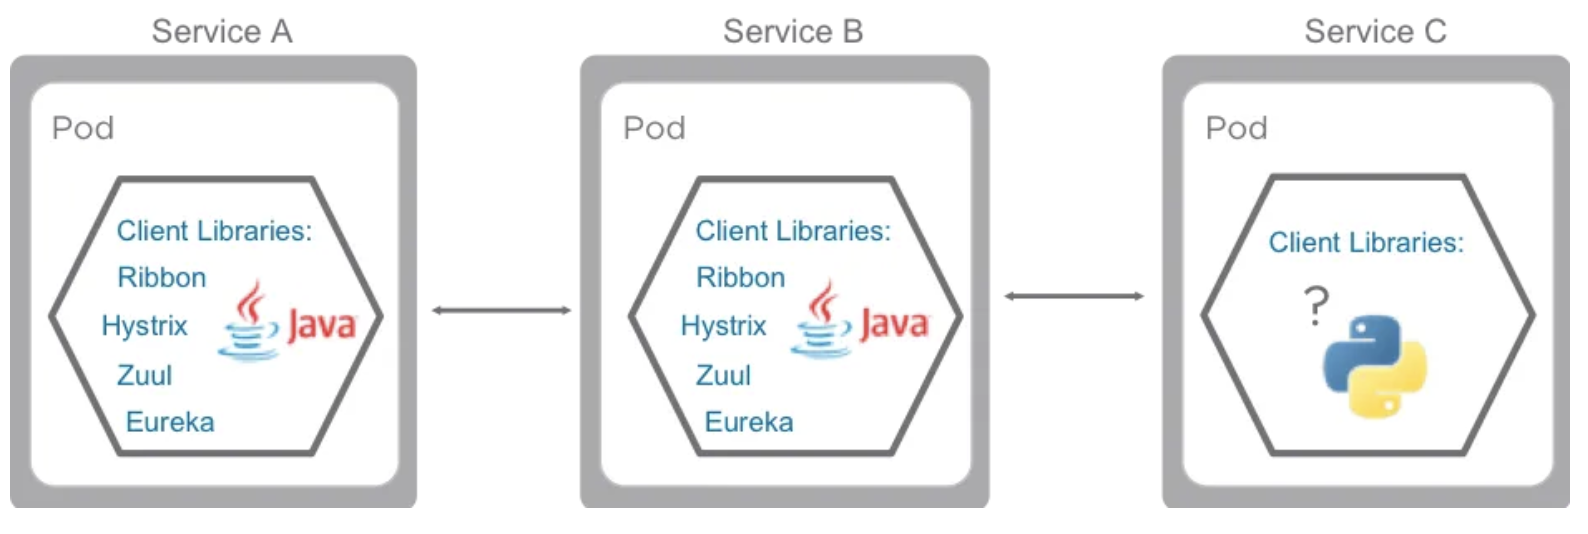 Service A
Pod
Client Libraries:
Ribbon
Hystrix
Java
Zuul
Eureka
Service B
Pod
Client Libraries:
Ribbon
Hystrix
Java
Zuul
Eureka
Service C
Pod
Client Libraries:
?